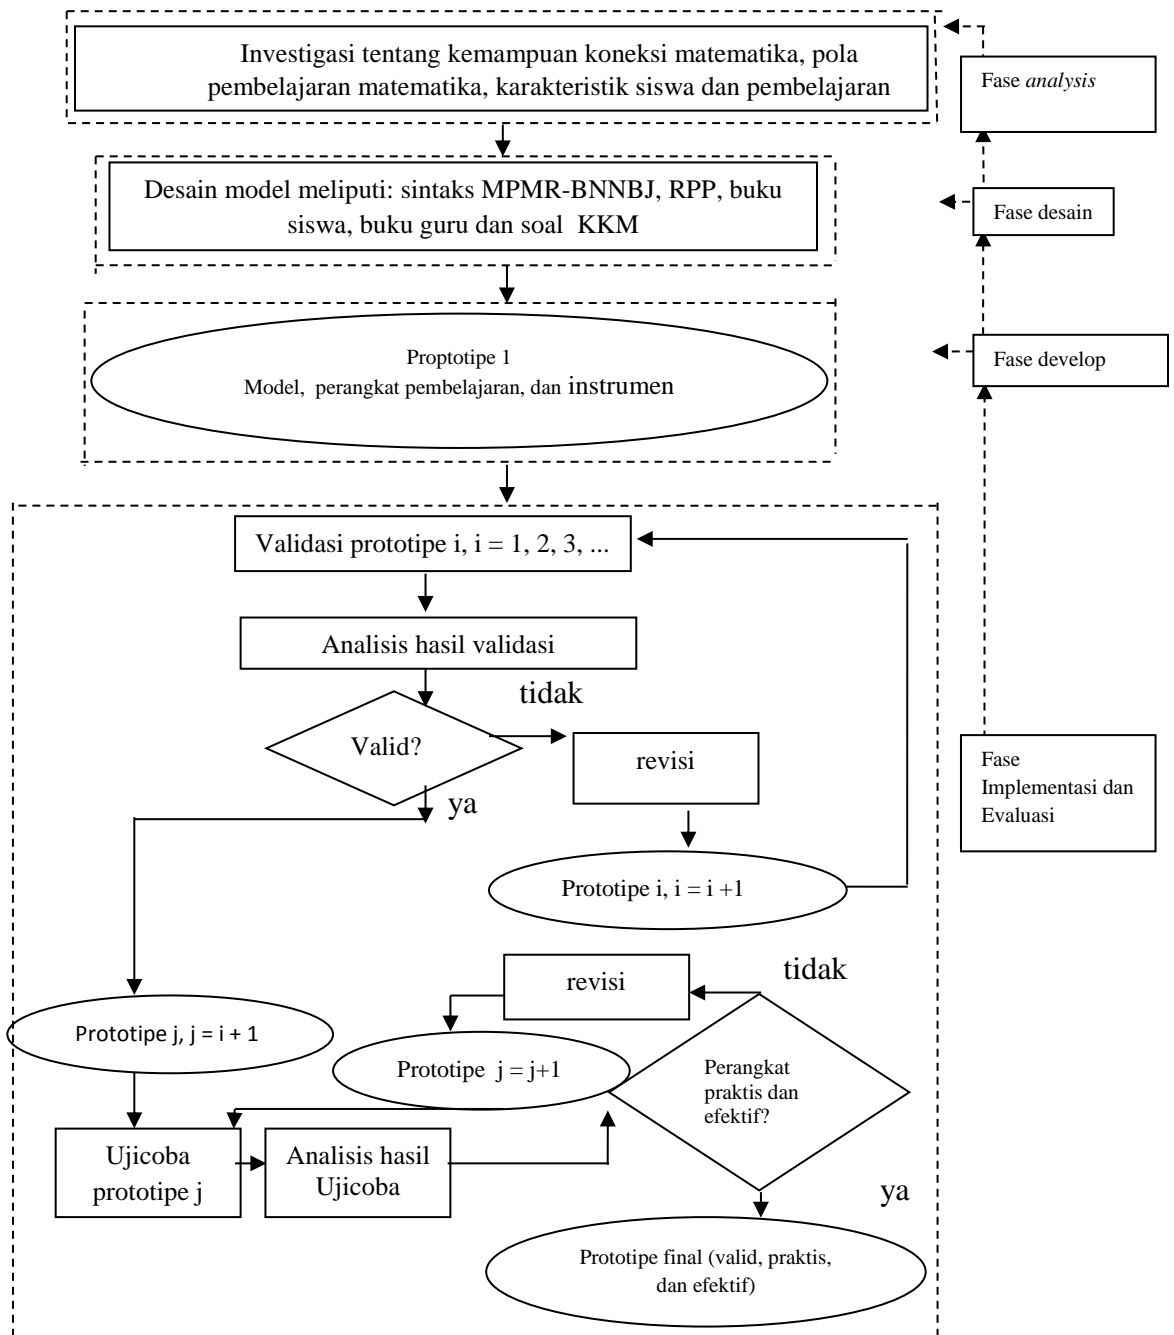 Investigasi tentang kemampuan koneksi matematika, pola
pembelajaran matematika, karakteristik siswa dan pembelajaran
Fase analysis
Desain model meliputi: sintaks MPMR-BNNBJ, RPP, buku
siswa, buku guru dan soal KKM
Fase desain
Proptotipe 1
Model, perangkat pembelajaran, dan instrumen
Fase develop
Validasi prototipe i, i = 1, 2, 3, ...
Analisis hasil validasi
tidak
Valid?
revisi
ya
Fase
Implementasi dan
Evaluasi
Prototipe i, i = i +1
tidak
revisi
Prototipe j, j = i + 1
Prototipe j = j+1
Perangkat
praktis dan
efektif?
Ujicoba
prototipe j
Analisis hasil
Ujicoba
ya
Prototipe final (valid, praktis,
dan efektif)